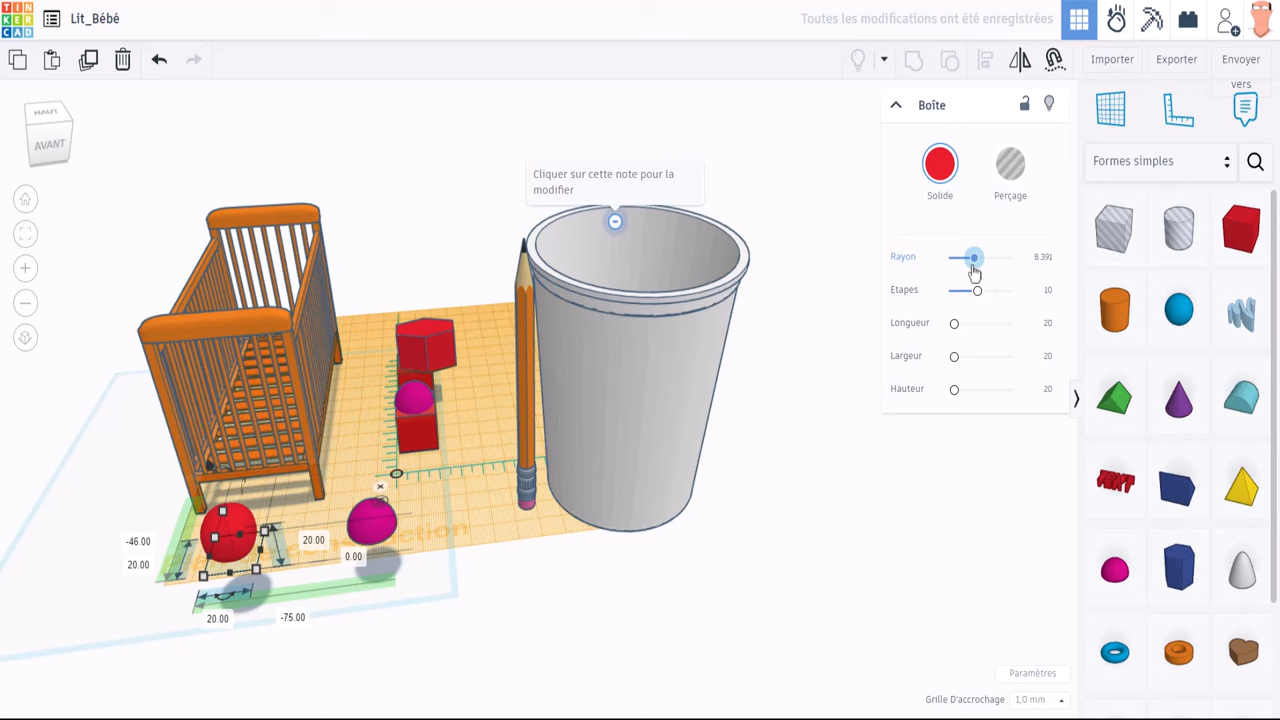 TIN
KER
CAD
Lit_Bébé
Toutes les modifications ont été enregistrées
Importer
Exporter
Envoyer
vers
HAUT
AVANT
Cliquer sur cette note pour la
modifier
Boîte
Solide
Perçage
Rayon
8.391
Etapes
10
Longueur
20
Largeur
20
Hauteur
20
Formes simples
-46.00
20.00
20.00
0.00
20.00
-75.00
Paramètres
Grille D'accrochage
1,0 mm